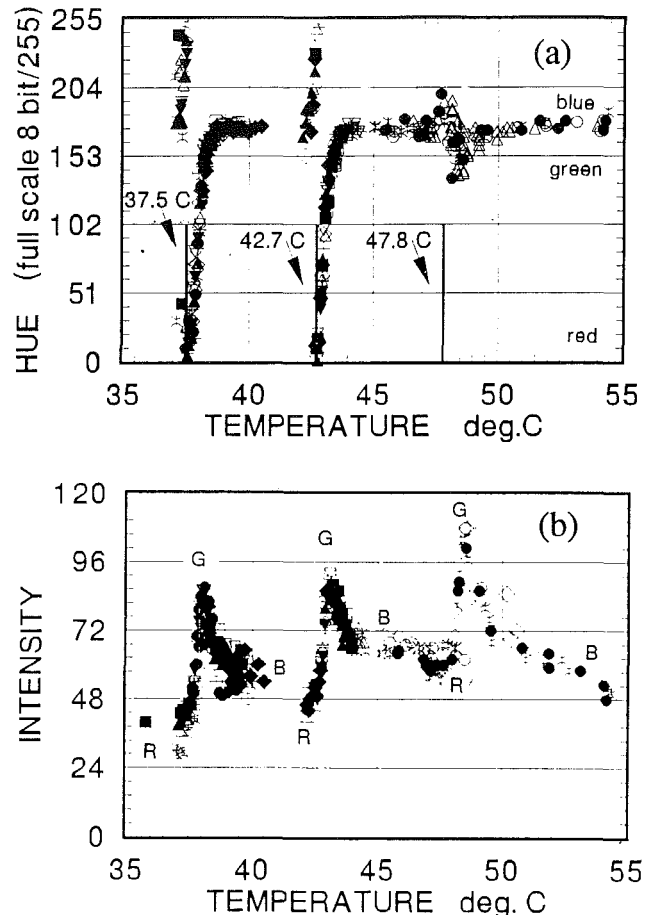 (a)
HUE (full scale 8 bit/255)
255
204
153
102
51
0
blue
green
red
37.5 C
42.7 C
47.8 C
35 40 45 50 55
TEMPERATURE deg.C
(b)
INTENSITY
120
96
72
48
24
0
G
G
G
B
B
B
R
R
R
35 40 45 50 55
TEMPERATURE deg. C